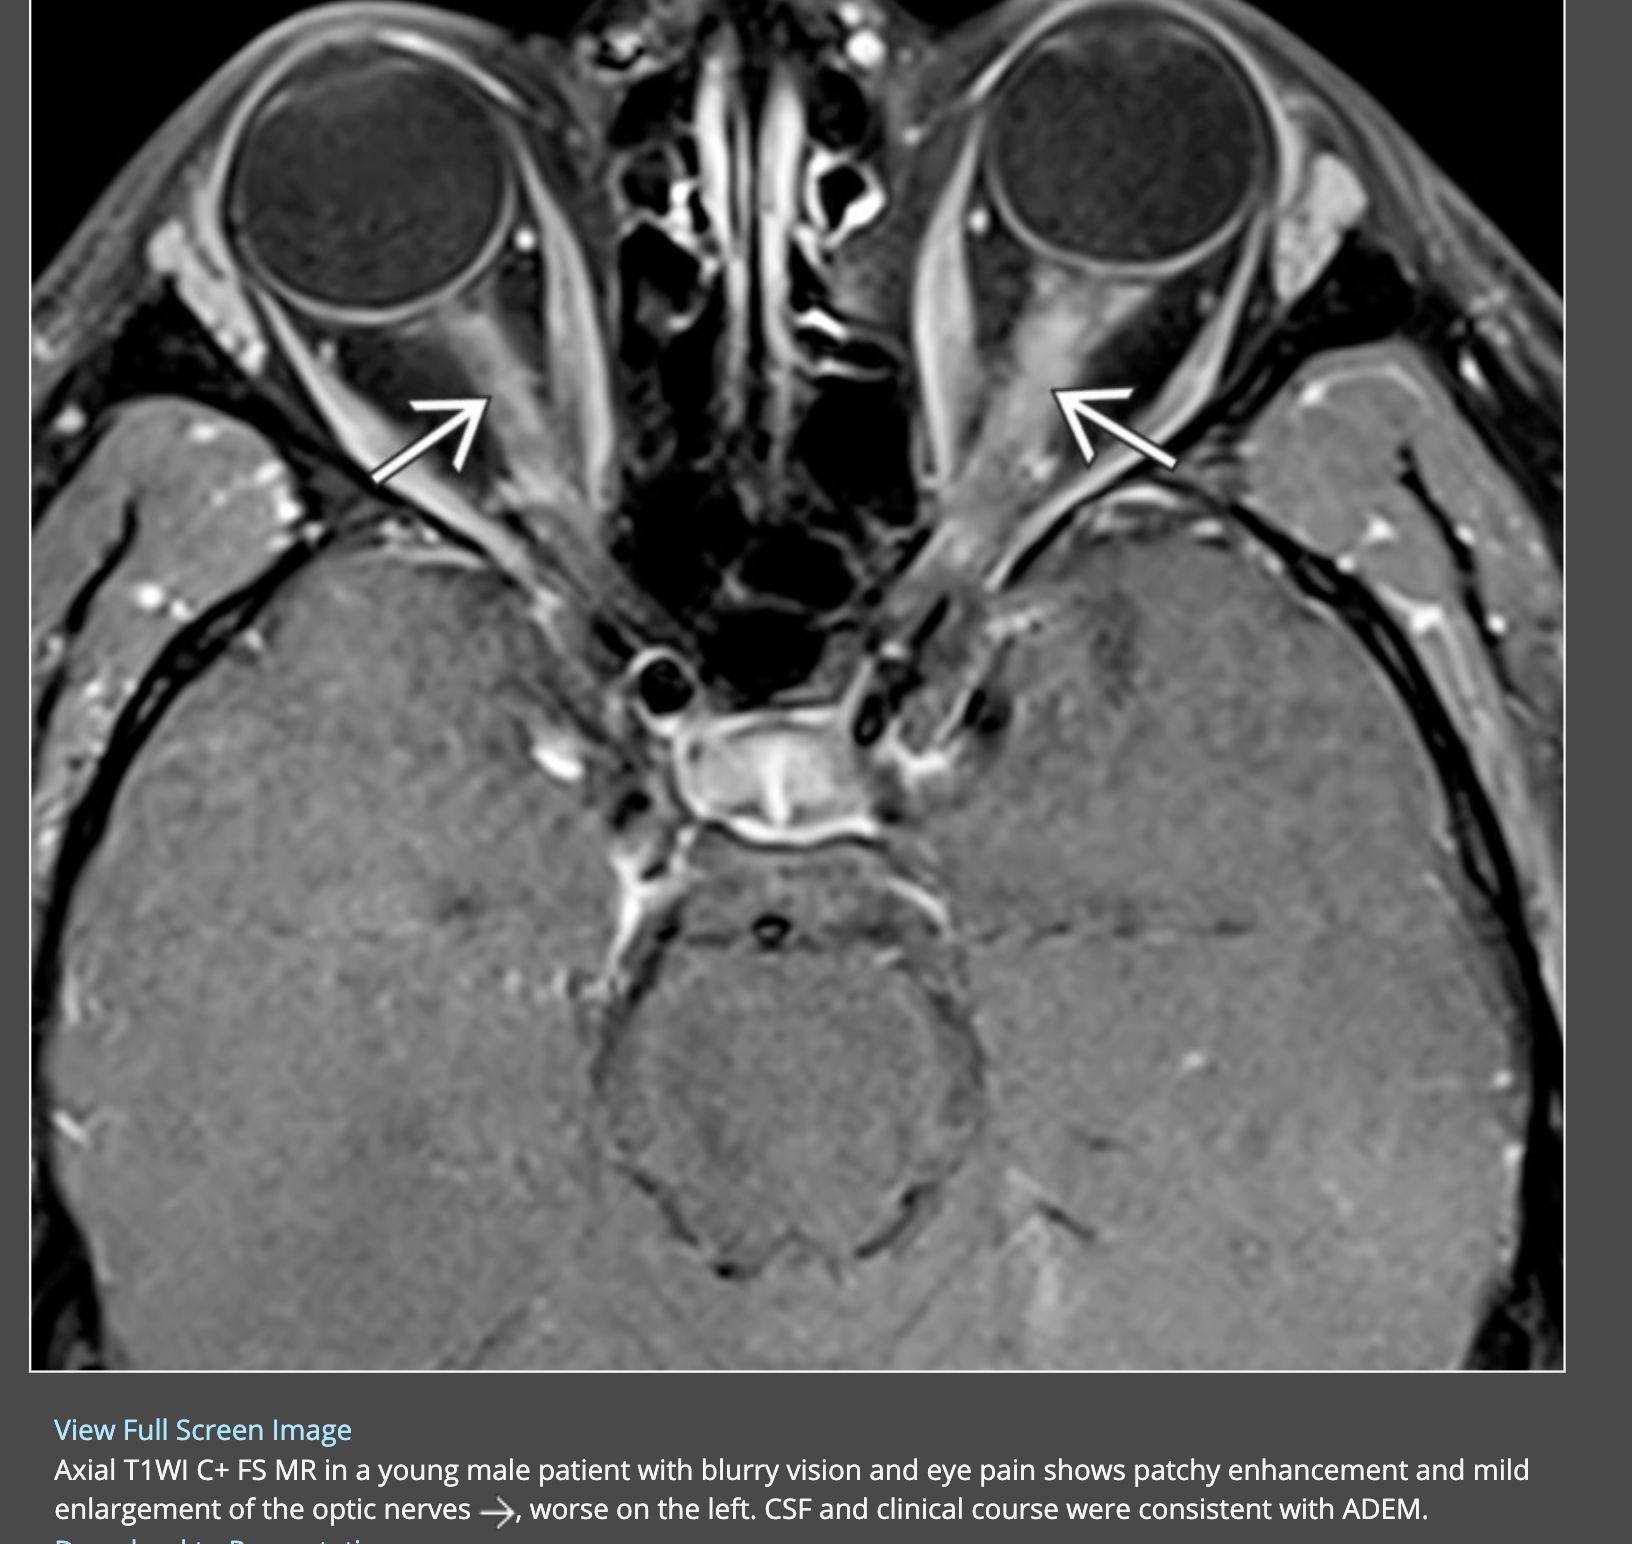 View Full Screen Image
Axial T1WI C+ FS MR in a young male patient with blurry vision and eye pain shows patchy enhancement and mild
enlargement of the optic nerves →, worse on the left. CSF and clinical course were consistent with ADEM.